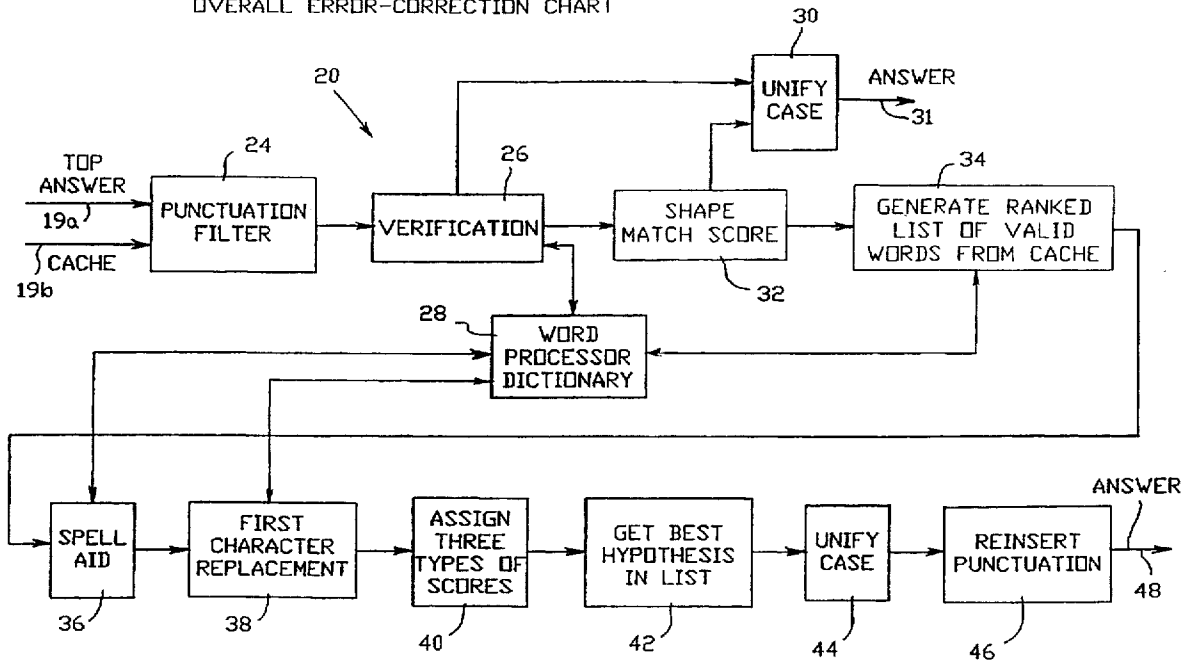 OVERALL ERROR-CORRECTION CHART
30
20
UNIFY
CASE
ANSWER
31
24
26
34
TOP
ANSWER
19a
CACHE
19b
PUNCTUATION
FILTER
VERIFICATION
SHAPE
MATCH SCORE
32
GENERATE RANKED
LIST OF VALID
WORDS FROM CACHE
28
WORD
PROCESSOR
DICTIONARY
SPELL
AID
36
FIRST
CHARACTER
REPLACEMENT
38
ASSIGN
THREE
TYPES OF
SCORES
40
GET BEST
HYPOTHESIS
IN LIST
42
UNIFY
CASE
44
REINSERT
PUNCTUATION
46
ANSWER
48